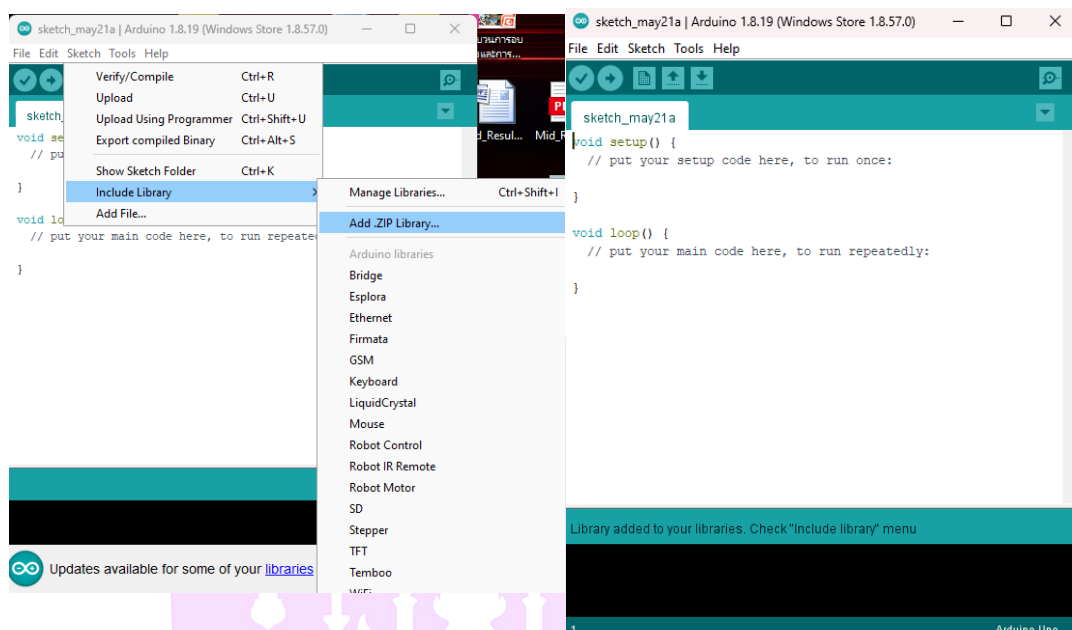 sketch_may21a | Arduino 1.8.19 (Windows Store 1.8.57.0)
File Edit Sketch Tools Help
Verify/Compile Ctrl+R
Upload Ctrl+U
Upload Using Programmer Ctrl+Shift+U
Export compiled Binary Ctrl+Alt+S
Show Sketch Folder Ctrl+K
Include Library
Add File...
sketch_
void se
// pu
}
void lo
// put your main code here, to run repeated
}
Manage Libraries... Ctrl+Shift+I
Add .ZIP Library...
Arduino libraries
Bridge
Esplora
Ethernet
Firmata
GSM
Keyboard
LiquidCrystal
Mouse
Robot Control
Robot IR Remote
Robot Motor
SD
Stepper
TFT
Temboo
WiFi
Updates available for some of your libraries
d_Resul... Mid_R
sketch_may21a | Arduino 1.8.19 (Windows Store 1.8.57.0)
File Edit Sketch Tools Help
sketch_may21a
void setup() {
// put your setup code here, to run once:
}
void loop() {
// put your main code here, to run repeatedly:
}
Library added to your libraries. Check "Include library" menu
1 Arduino Uno